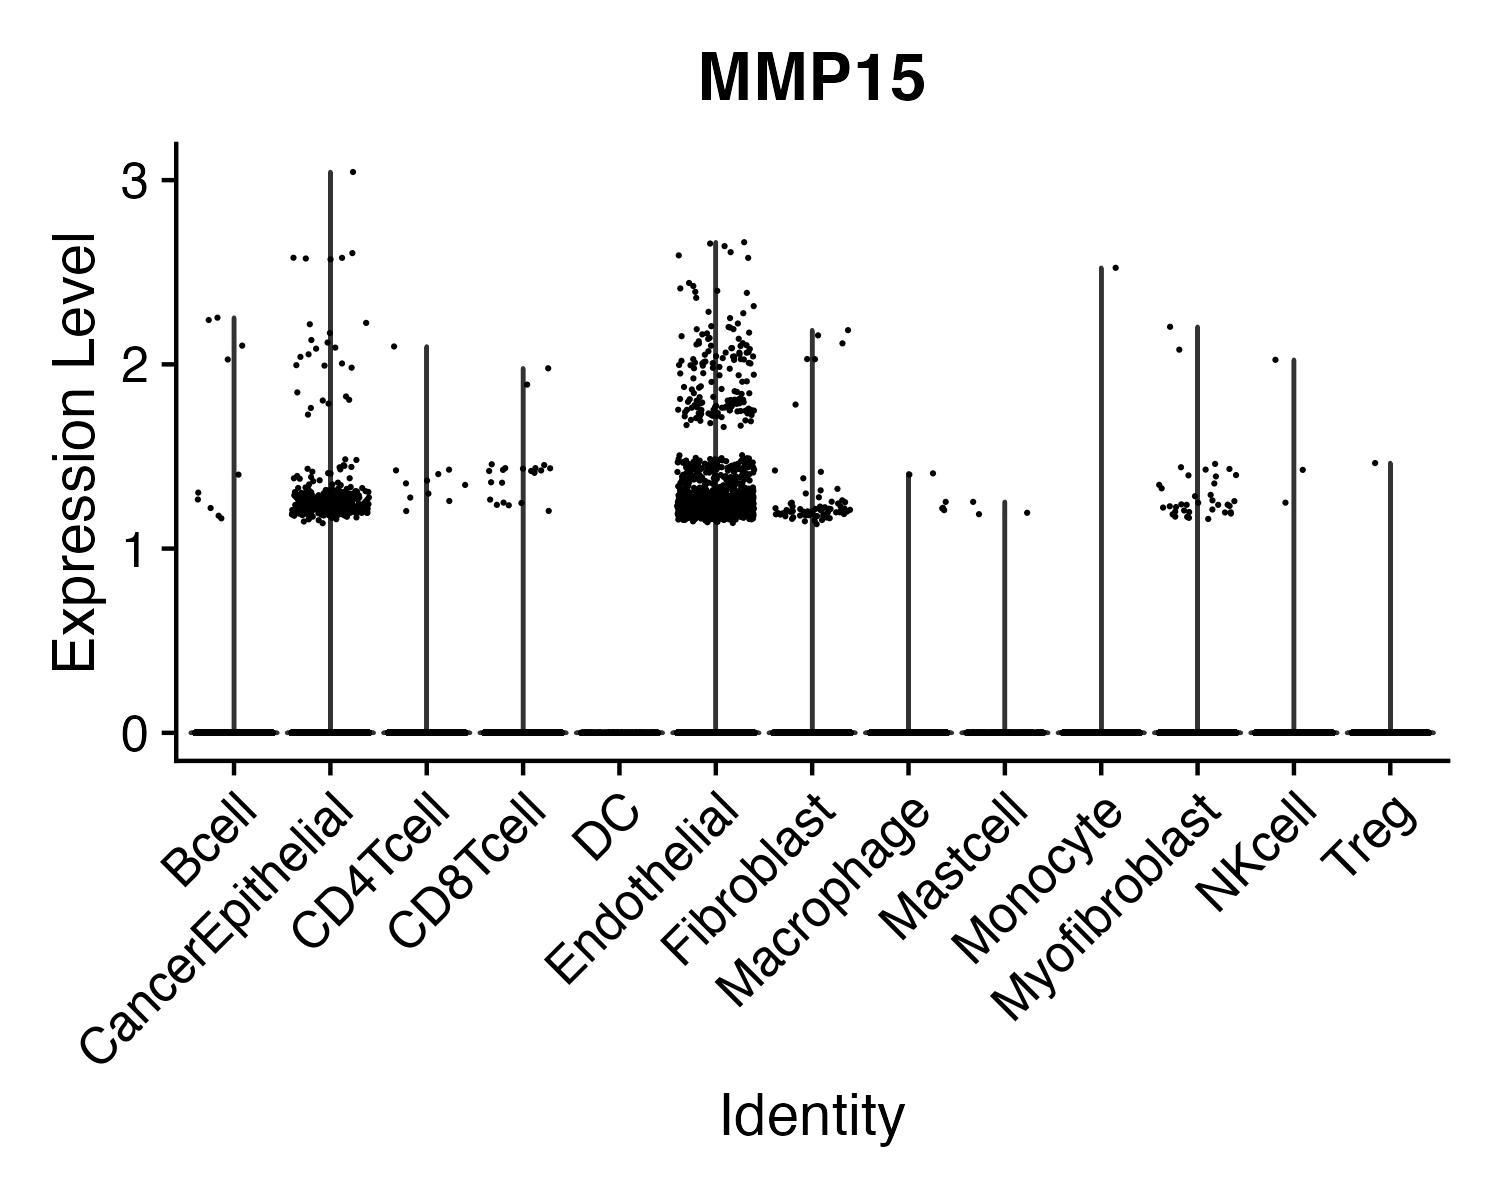 MMP15
Expression Level
3
2
1
0
Bcell
CancerEpithelial
CD4Tcell
CD8Tcell
DC
Endothelial
Fibroblast
Macrophage
Mastcell
Monocyte
Myofibroblast
NKcell
Treg
Identity